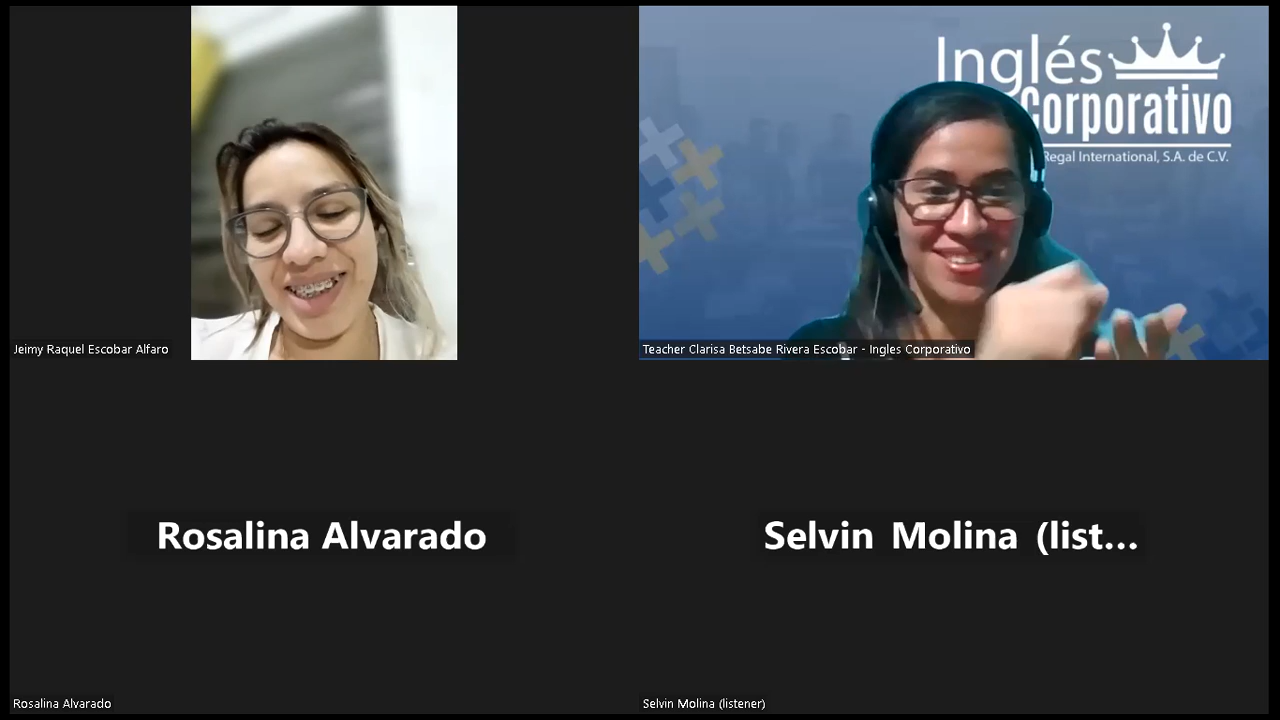 Inglés
Corporativo
Regal International, S.A. de C.V.
Jeimy Raquel Escobar Alfaro
Teacher Clarisa Betsabe Rivera Escobar - Ingles Corporativo
Rosalina Alvarado
Selvin Molina (list...
Rosalina Alvarado
Selvin Molina (listener)